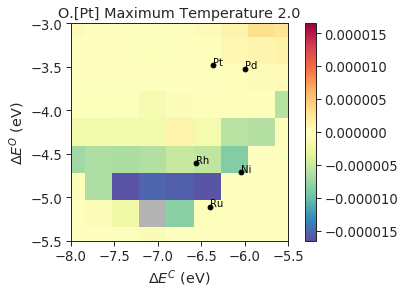 O.[Pt] Maximum Temperature 2.0
−3.0
−3.5
−4.0
−4.5
−5.0
−5.5
ΔE^O (eV)
Pt
Pd
Rh
Ni
Ru
−8.0 −7.5 −7.0 −6.5 −6.0 −5.5
ΔE^C (eV)
0.000015
0.000010
0.000005
0.000000
−0.000005
−0.000010
−0.000015